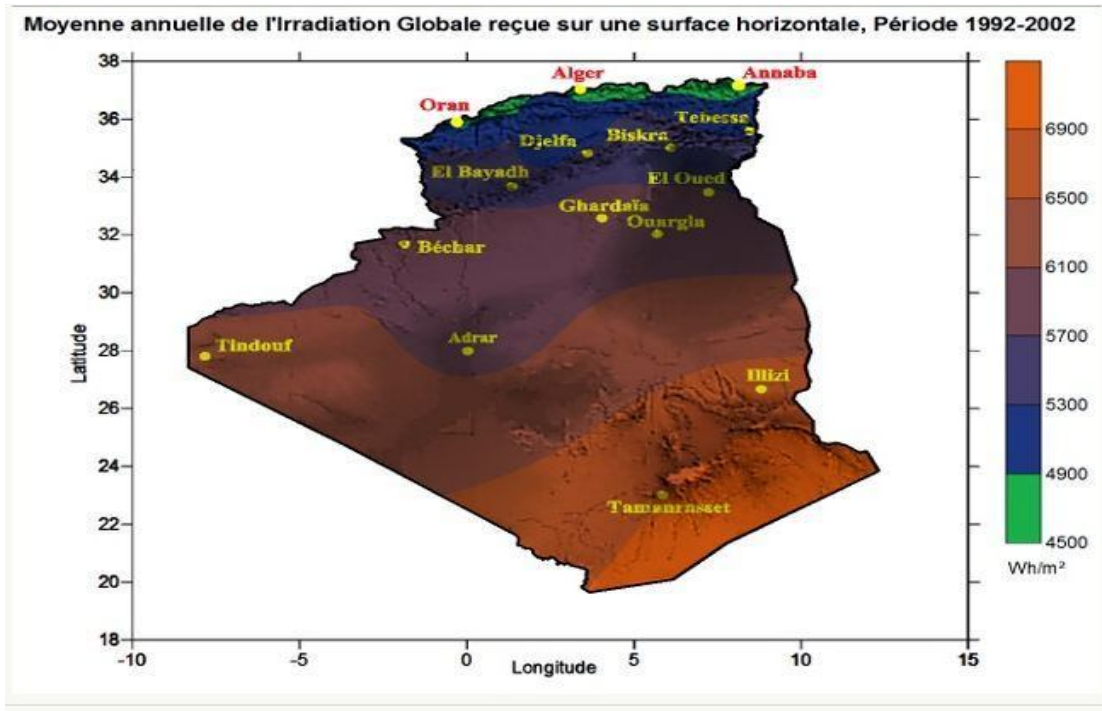 Moyenne annuelle de l'Irradiation Globale reçue sur une surface horizontale, Période 1992-2002
38
36
34
32
30
28
26
24
22
20
18
Latitude
-10
-5
0
5
10
15
Longitude
Alger
Annaba
Oran
Tebessa
Djelfa
Biskra
El Bayadh
El Oued
Ghardaïa
Ouargla
Béchar
Adrar
Tindouf
Illizi
Tamanrasset
6900
6500
6100
5700
5300
4900
4500
Wh/m²